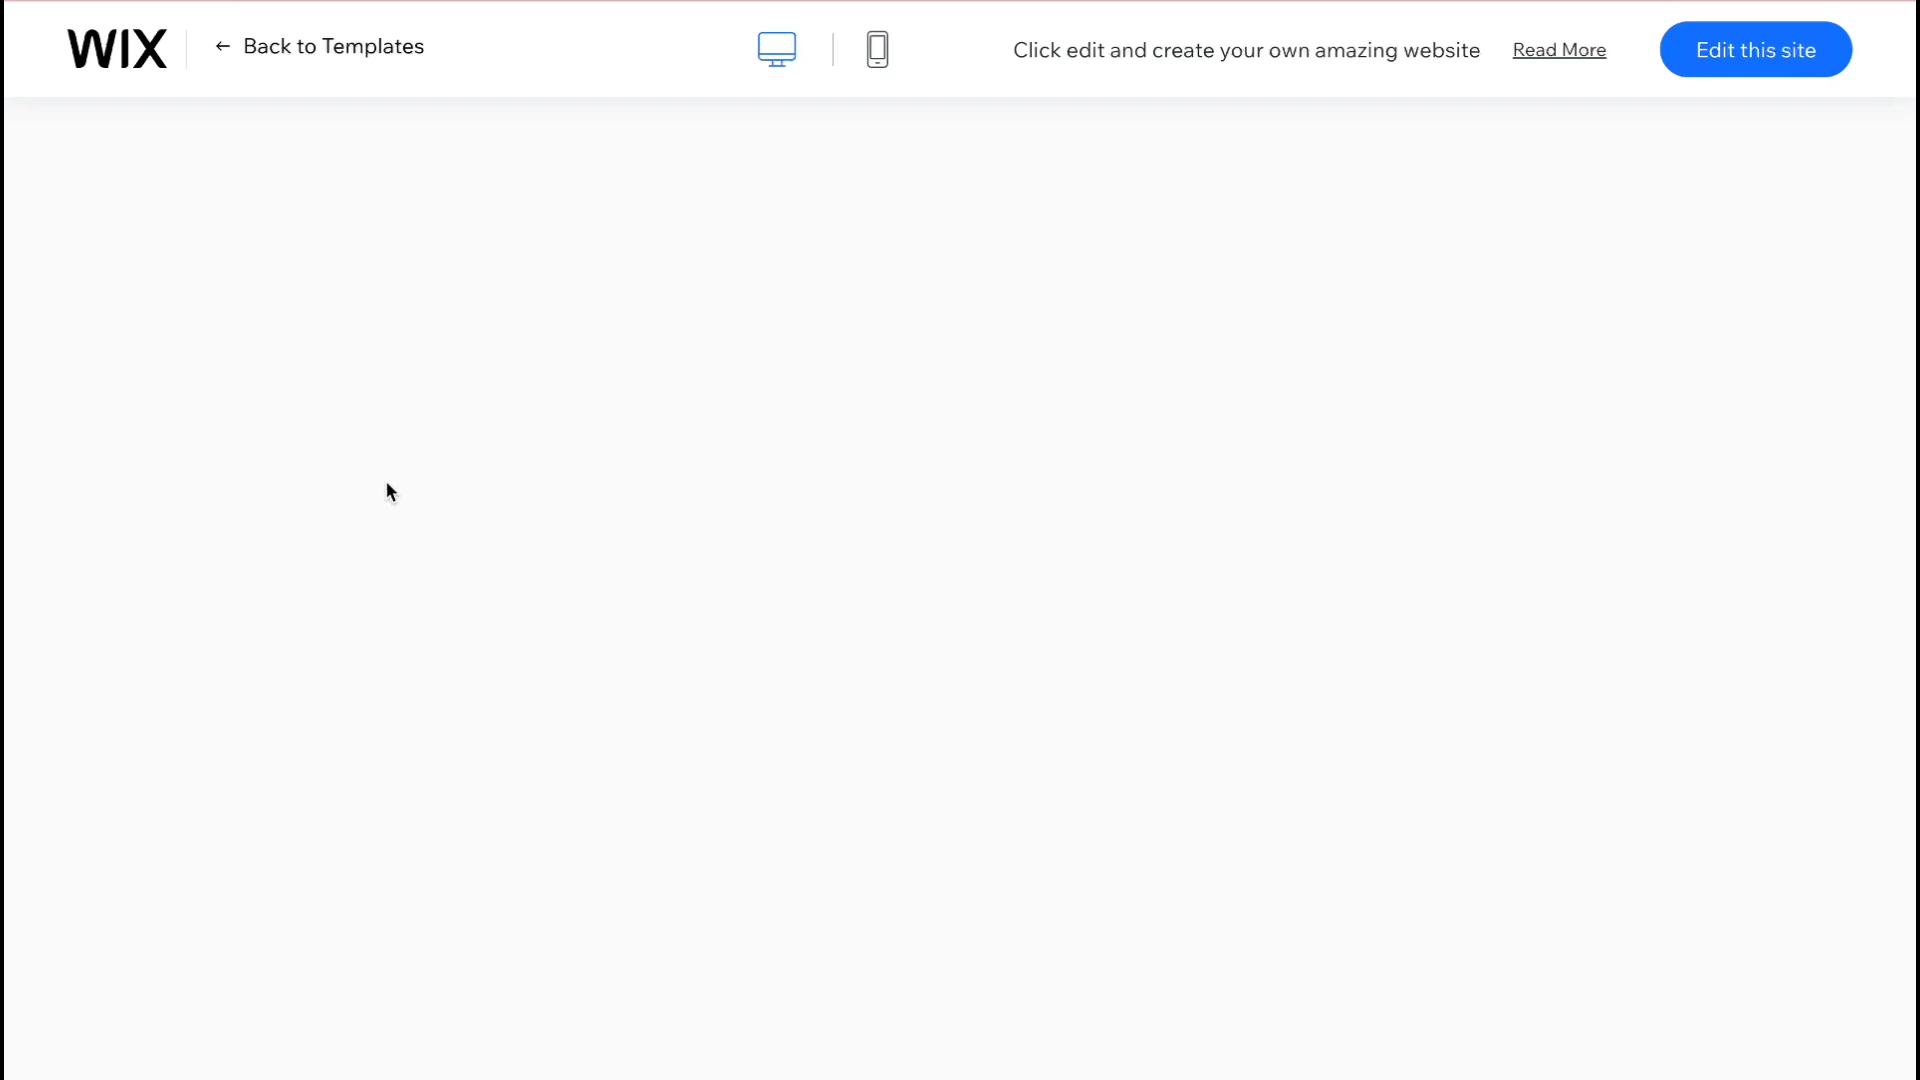 WIX
← Back to Templates
Click edit and create your own amazing website
Read More
Edit this site